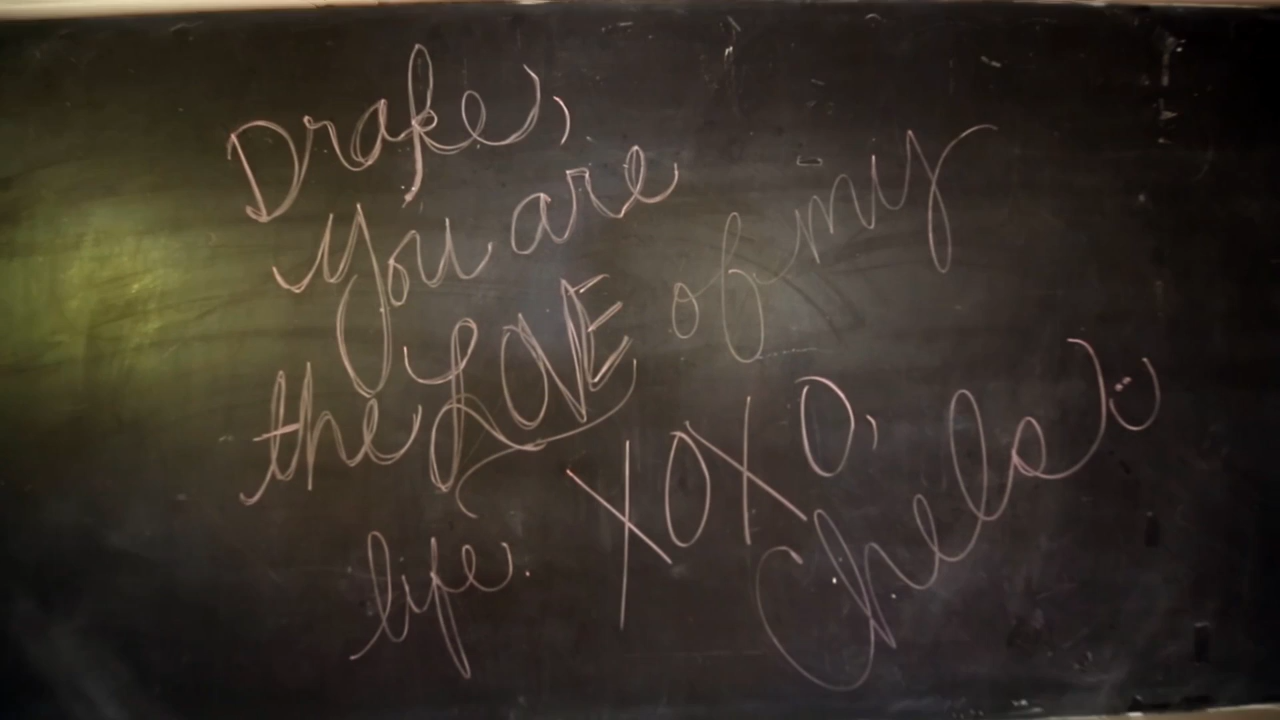 Drake,
You are
the LOVE of my
life.
XOXO,
Chels :)